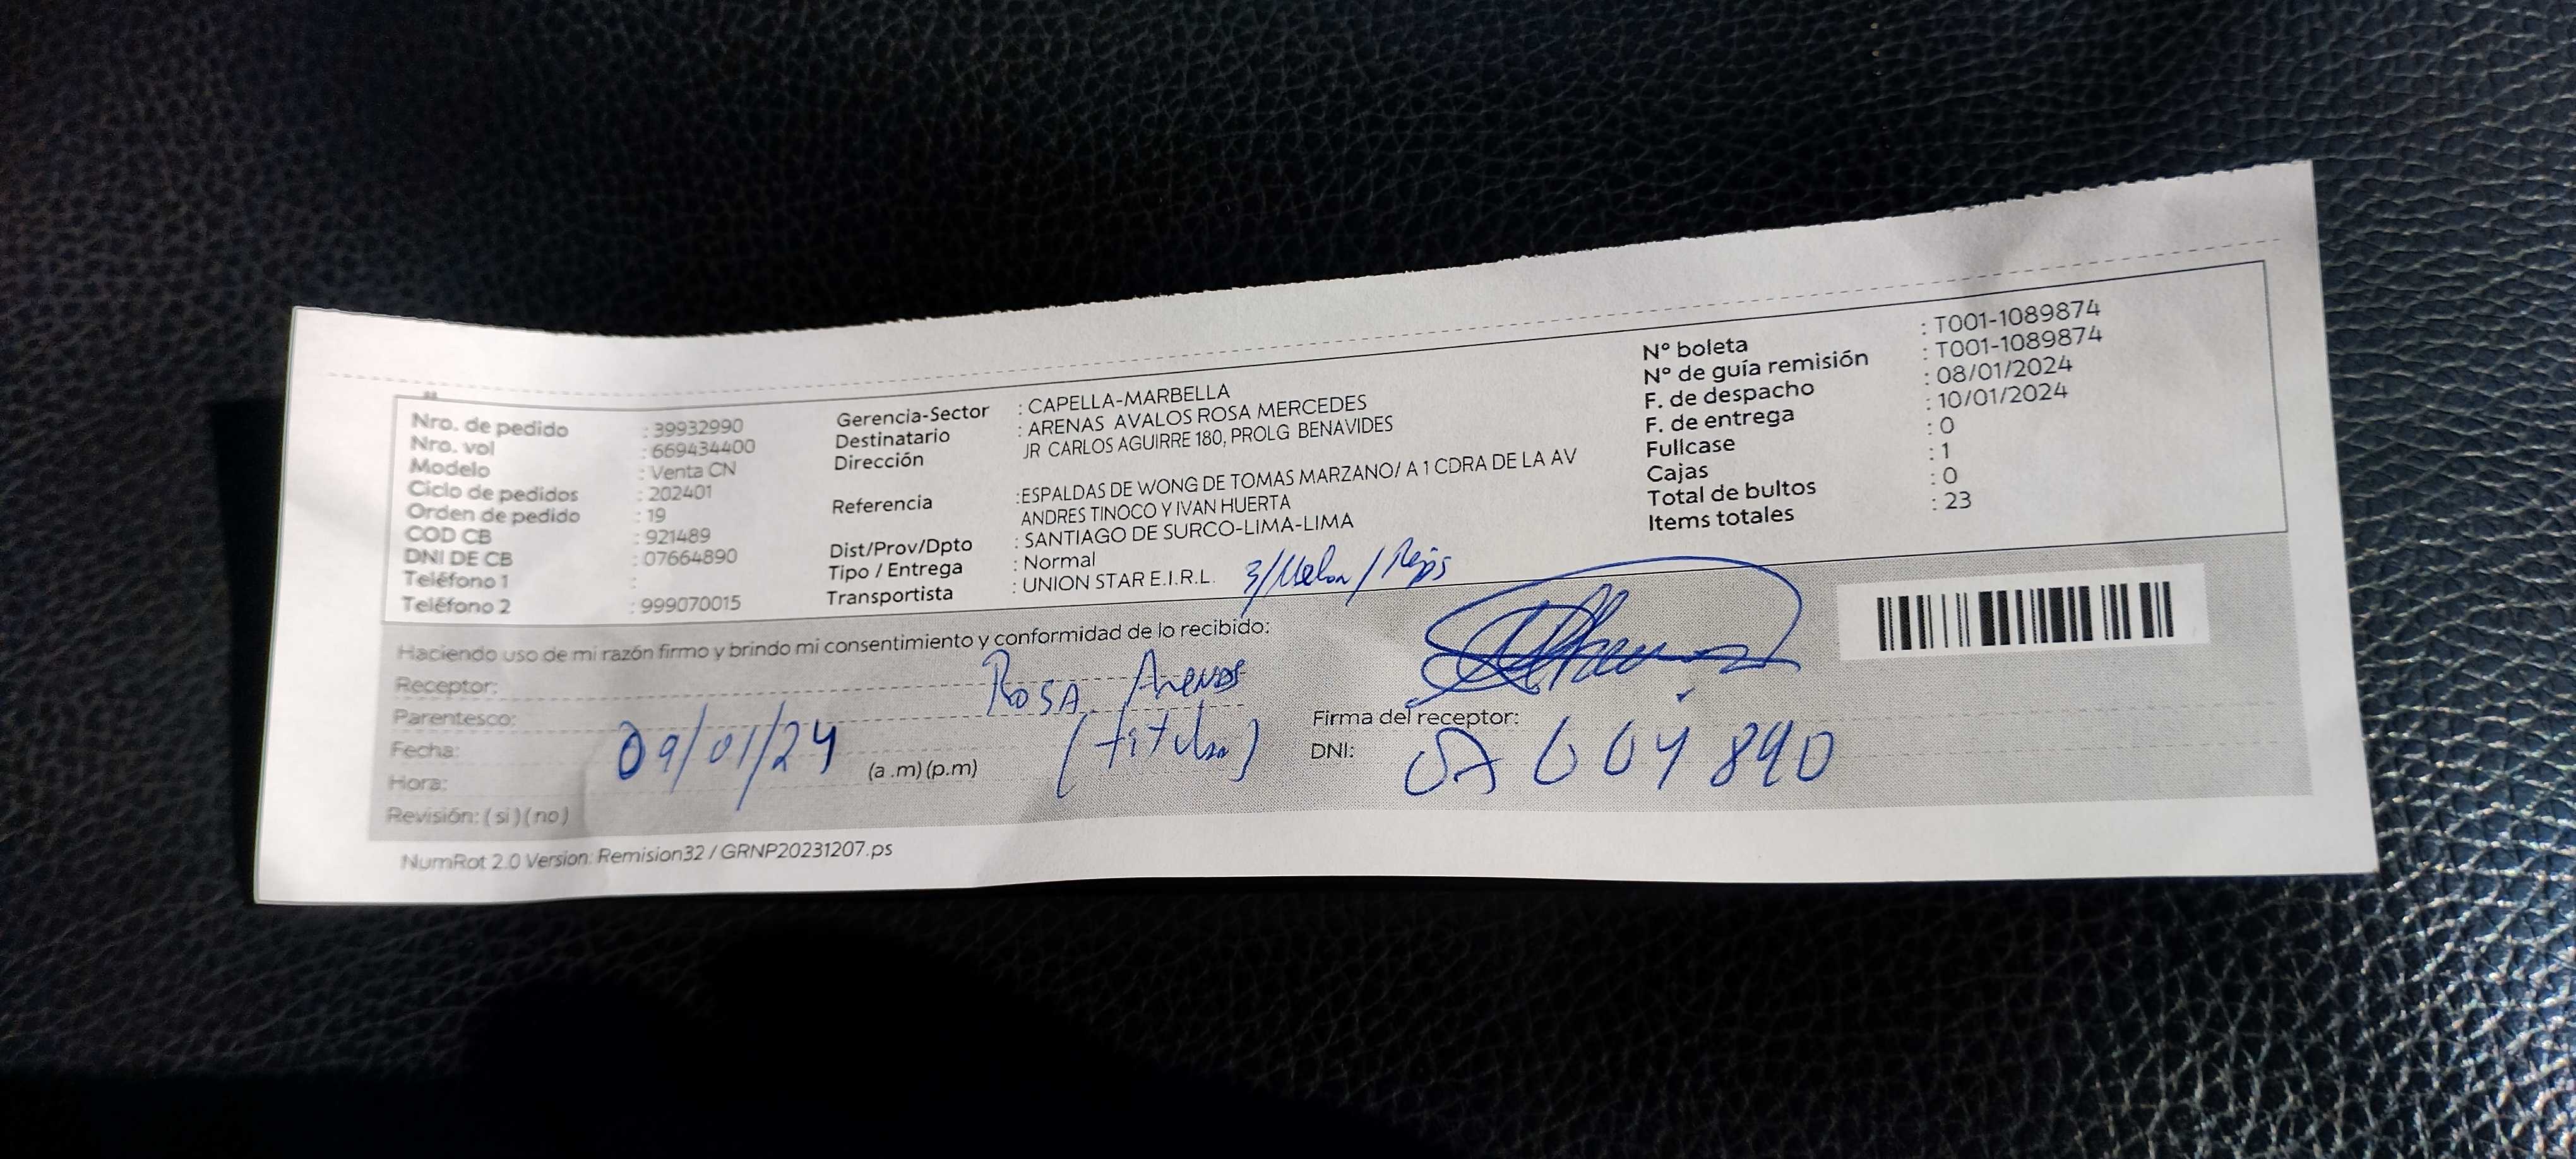 Nro. de pedido : 39932990
Nro. vol : 669434400
Modelo : Venta CN
Ciclo de pedidos : 202401
Orden de pedido : 19
COD CB : 921489
DNI DE CB : 07664890
Teléfono 1 :
Teléfono 2 : 999070015
Gerencia-Sector : CAPELLA-MARBELLA
Destinatario : ARENAS AVALOS ROSA MERCEDES
Dirección JR CARLOS AGUIRRE 180, PROLG BENAVIDES
Referencia :ESPALDAS DE WONG DE TOMAS MARZANO/ A 1 CDRA DE LA AV
ANDRES TINOCO Y IVAN HUERTA
Dist/Prov/Dpto : SANTIAGO DE SURCO-LIMA-LIMA
Tipo / Entrega : Normal
Transportista : UNION STAR E.I.R.L.
Nº boleta : T001-1089874
Nº de guía remisión : T001-1089874
F. de despacho : 08/01/2024
F. de entrega : 10/01/2024
Fullcase : 0
Cajas : 1
Total de bultos : 0
Items totales : 23
Haciendo uso de mi razón firmo y brindo mi consentimiento y conformidad de lo recibido:
Receptor: ROSA Arenas
Parentesco: (titular)
Fecha: 09/01/24
Hora: (a .m) (p.m)
Revisión: ( si ) ( no )
Firma del receptor:
DNI:
NumRot 2.0 Version: Remision32 / GRNP20231207.ps